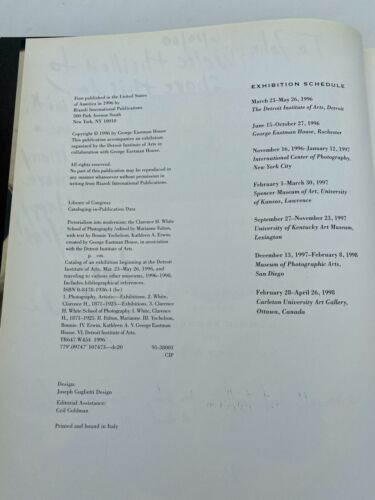 First published in the United States
of America in 1996 by
Rizzoli International Publications
300 Park Avenue South
New York, NY 10010
Copyright © 1996 by George Eastman House.
This publication accompanies an exhibition
organized by the Detroit Institute of Arts in
collaboration with George Eastman House.
All rights reserved.
No part of this publication may be reproduced in
any manner whatsoever without permission in
writing from Rizzoli International Publications.
Library of Congress
Cataloging-in-Publication Data
Pictorialism into modernism: the Clarence H. White
School of Photography /edited by Marianne Fulton,
with text by Bonnie Yochelson, Kathleen A. Erwin,
created by George Eastman House, in association
with the Detroit Institute of Arts.
p. cm.
Catalog of an exhibition beginning at the Detroit
Institute of Arts, Mar. 23–May 26, 1996, and
traveling to various other museums, 1996–1998.
Includes bibliographical references.
ISBN 0-8478-1936-1 (hc)
1. Photography, Artistic—Exhibitions. 2. White,
Clarence H., 1871–1925—Exhibitions. 3. Clarence
H. White School of Photography I. White, Clarence
H., 1871–1925. II. Fulton, Marianne. III. Yochelson,
Bonnie. IV. Erwin, Kathleen A. V. George Eastman
House. VI. Detroit Institute of Arts.
TR647.W454 1996
779'.09747'107473—dc20 95-38001
CIP
Design:
Joseph Guglietti Design
Editorial Assistance:
Ceil Goldman
Printed and bound in Italy
EXHIBITION SCHEDULE
March 23–May 26, 1996
The Detroit Institute of Arts, Detroit
June 15–October 27, 1996
George Eastman House, Rochester
November 16, 1996–January 12, 1997
International Center of Photography,
New York City
February 1–March 30, 1997
Spencer Museum of Art, University
of Kansas, Lawrence
September 27–November 23, 1997
University of Kentucky Art Museum,
Lexington
December 13, 1997–February 8, 1998
Museum of Photographic Arts,
San Diego
February 28–April 26, 1998
Carleton University Art Gallery,
Ottawa, Canada